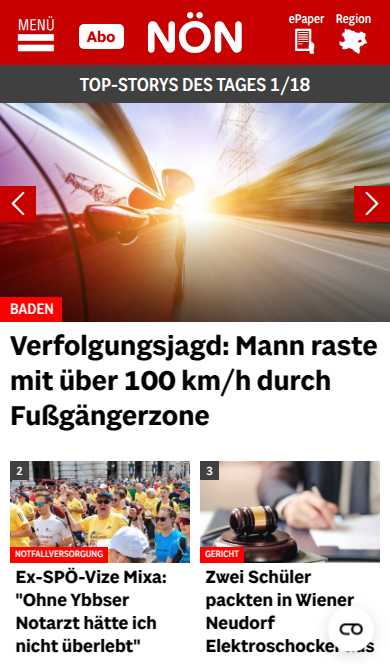 MENÜ
Abo
NÖN
ePaper
Region
TOP-STORYS DES TAGES 1/18
BADEN
Verfolgungsjagd: Mann raste
mit über 100 km/h durch
Fußgängerzone
2
NOTFALLVERSORGUNG
Ex-SPÖ-Vize Mixa:
"Ohne Ybbser
Notarzt hätte ich
nicht überlebt"
3
GERICHT
Zwei Schüler
packten in Wiener
Neudorf
Elektroschocker aus